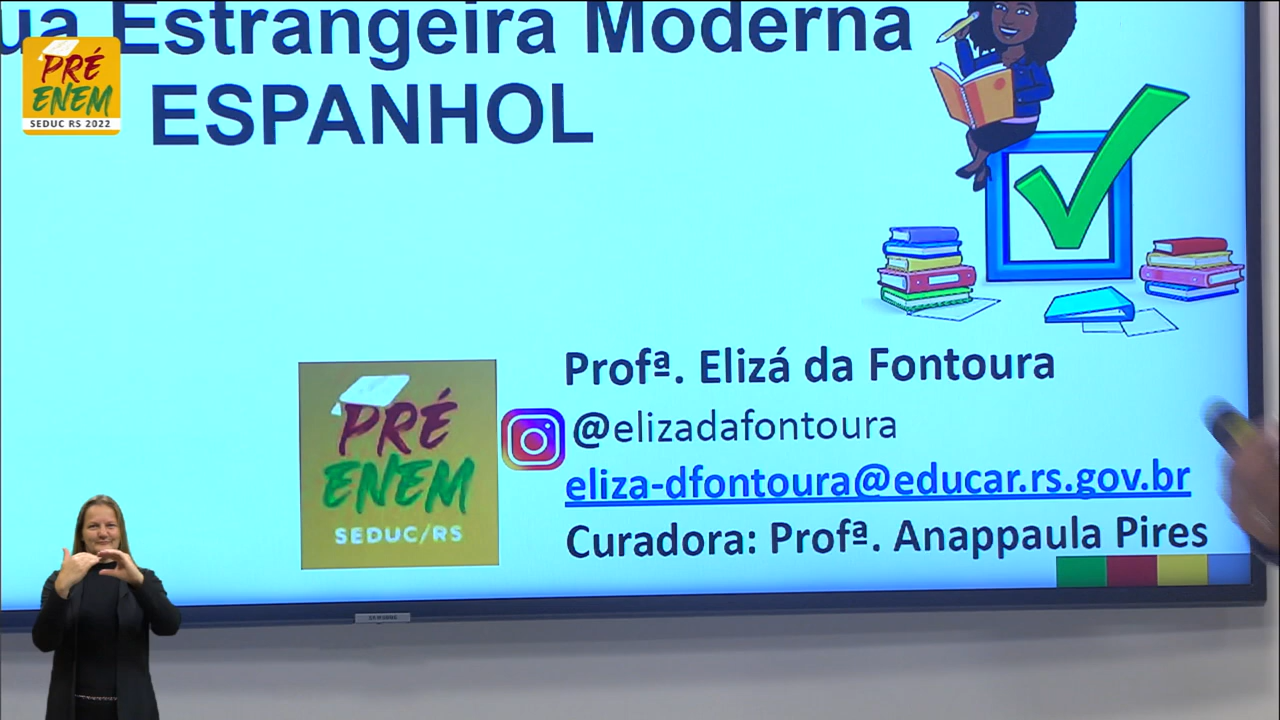 Estrangeira Moderna
ESPANHOL
PRÉ
ENEM
SEDUC RS 2022
Profª. Elizá da Fontoura
@elizadafontoura
eliza-dfontoura@educar.rs.gov.br
Curadora: Profª. Anappaula Pires
PRÉ
ENEM
SEDUC/RS
SAMSUNG